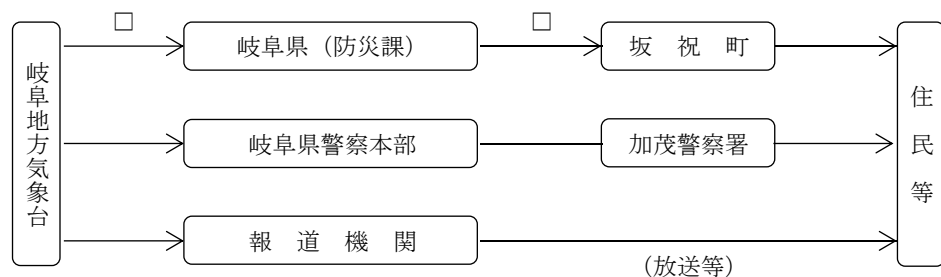 □
□
岐阜地方気象台
岐阜県（防災課）
坂 祝 町
住民等
岐阜県警察本部
加茂警察署
報 道 機 関
（放送等）